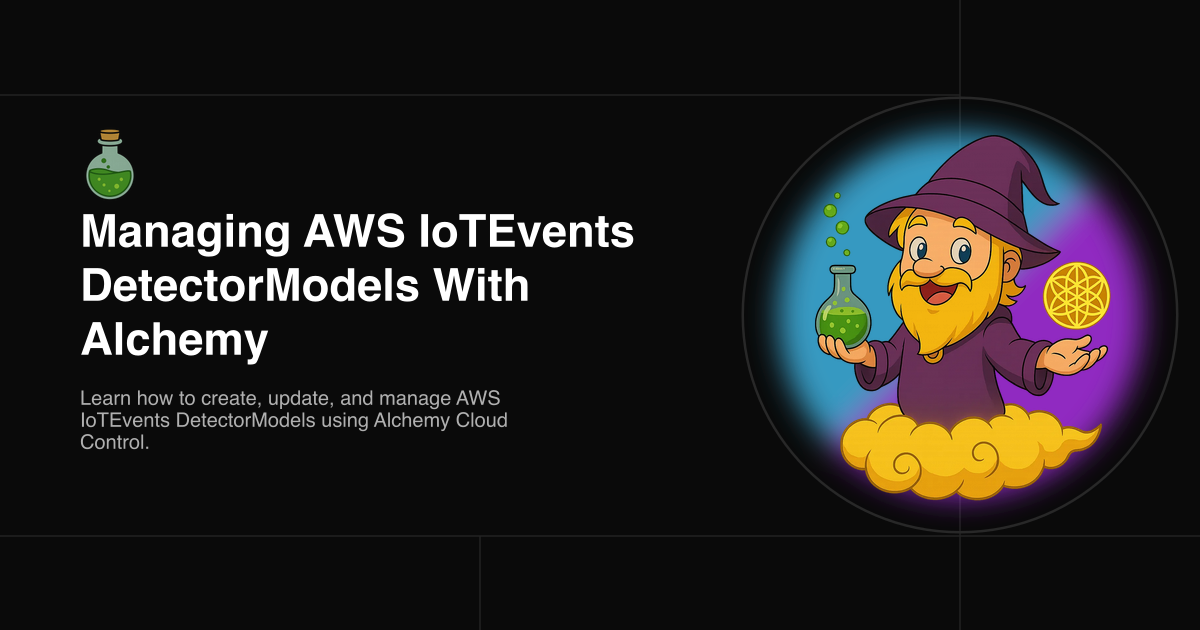 Managing AWS IoTEvents
DetectorModels With
Alchemy
Learn how to create, update, and manage AWS
IoTEvents DetectorModels using Alchemy Cloud
Control.